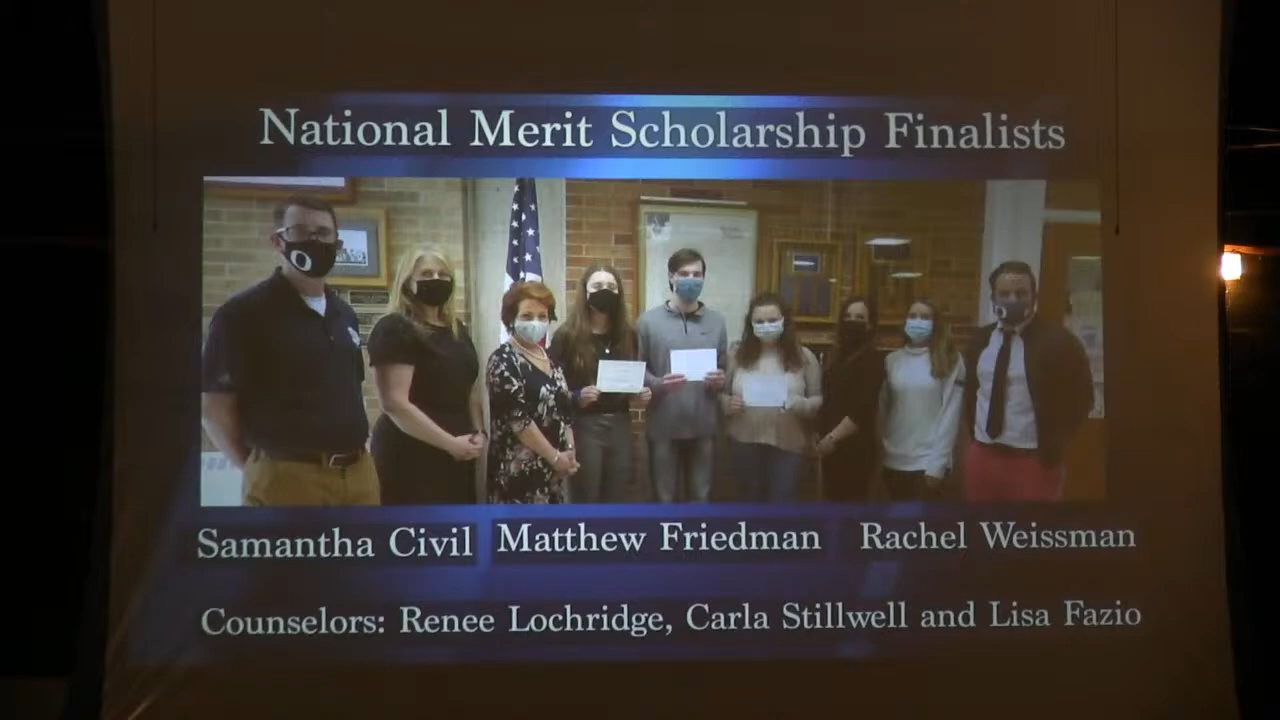 National Merit Scholarship Finalists
O
Samantha Civil Matthew Friedman Rachel Weissman
Counselors: Renee Lochridge, Carla Stillwell and Lisa Fazio